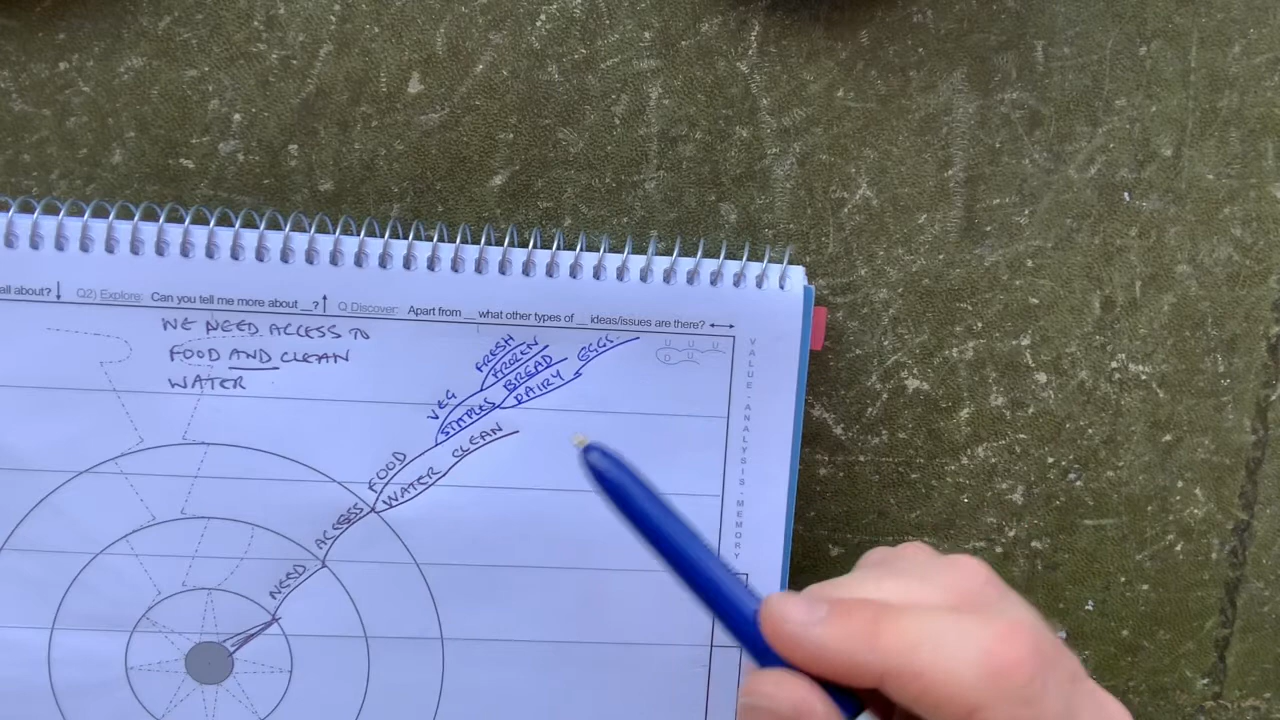 all about? Q2) Explore: Can you tell me more about __? Q Discover: Apart from __ what other types of __ ideas/issues are there?
WE NEED ACCESS TO
FOOD AND CLEAN
WATER
FRESH
FROZEN
VEG
BREAD
EGGS.
STAPLES
DAIRY
FOOD
WATER CLEAN
ACCESS
NEED
U U U
D U
VALUE - ANALYSIS - MEMORY